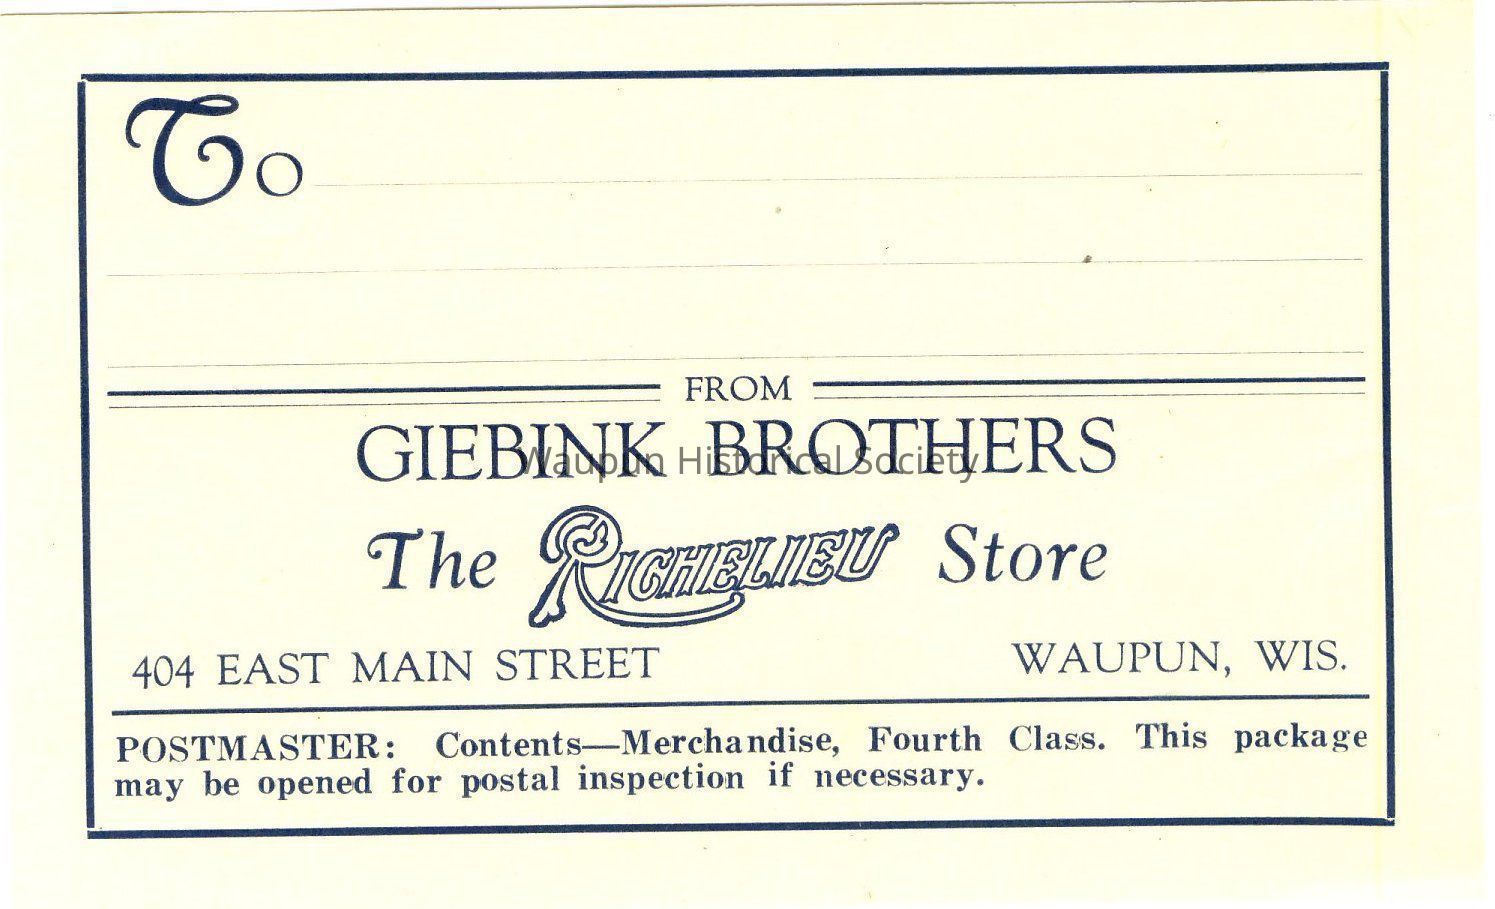 To
FROM
GIEBINK BROTHERS
Waupun Historical Society
The RICHELIEU Store
404 EAST MAIN STREET WAUPUN, WIS.
POSTMASTER: Contents—Merchandise, Fourth Class. This package
may be opened for postal inspection if necessary.